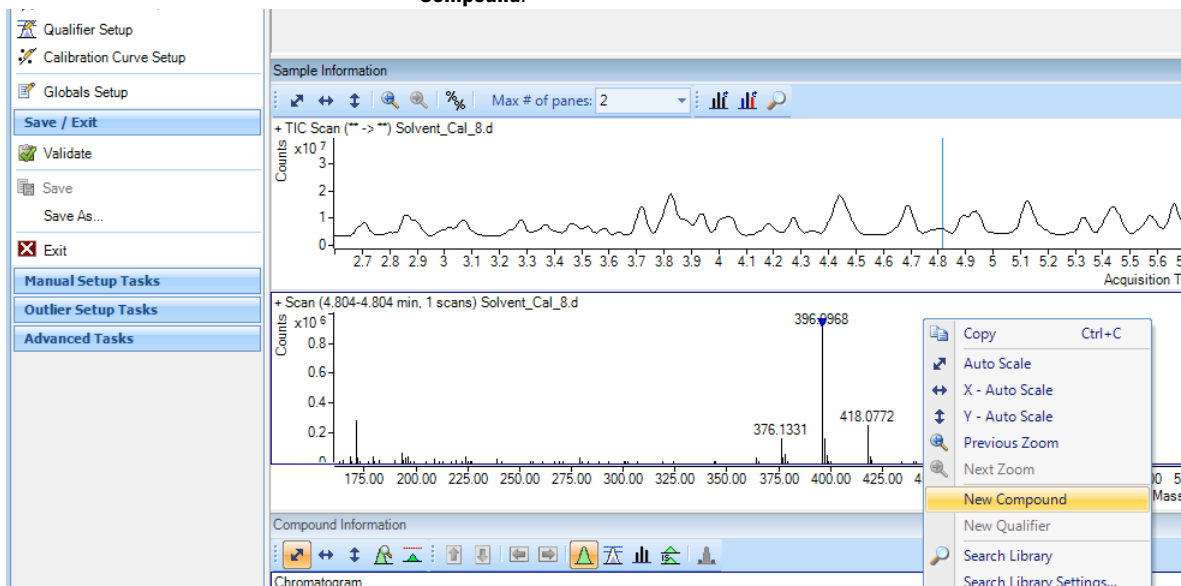 Compound.
Qualifier Setup
Calibration Curve Setup
Globals Setup
Save / Exit
Validate
Save
Save As...
Exit
Manual Setup Tasks
Outlier Setup Tasks
Advanced Tasks
Sample Information
Max # of panes: 2
+ TIC Scan (** -> **) Solvent_Cal_8.d
Counts
x10 7
3
2
1
0
2.7 2.8 2.9 3 3.1 3.2 3.3 3.4 3.5 3.6 3.7 3.8 3.9 4 4.1 4.2 4.3 4.4 4.5 4.6 4.7 4.8 4.9 5 5.1 5.2 5.3 5.4 5.5 5.6 5
Acquisition T
+ Scan (4.804-4.804 min, 1 scans) Solvent_Cal_8.d
Counts
x10 6
0.8
0.6
0.4
0.2
0
376.1331
418.0772
175.00 200.00 225.00 250.00 275.00 300.00 325.00 350.00 375.00 400.00 425.00 4
Mass
Copy Ctrl+C
Auto Scale
X - Auto Scale
Y - Auto Scale
Previous Zoom
Next Zoom
New Compound
New Qualifier
Search Library
Search Library Settings...
Compound Information
Chromatogram